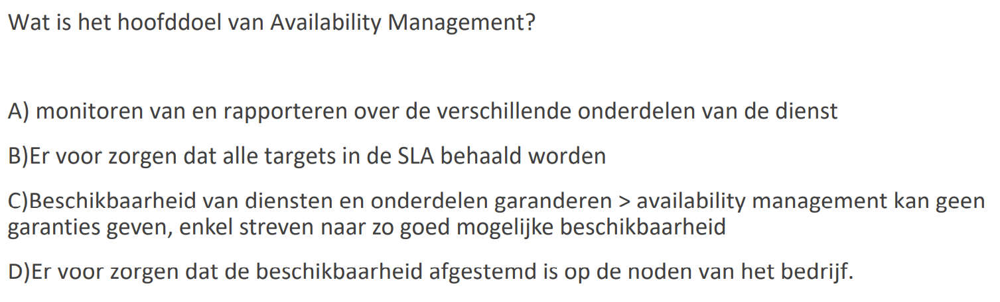 Wat is het hoofddoel van Availability Management?
A) monitoren van en rapporteren over de verschillende onderdelen van de dienst
B)Er voor zorgen dat alle targets in de SLA behaald worden
C)Beschikbaarheid van diensten en onderdelen garanderen > availability management kan geen
garanties geven, enkel streven naar zo goed mogelijke beschikbaarheid
D)Er voor zorgen dat de beschikbaarheid afgestemd is op de noden van het bedrijf.